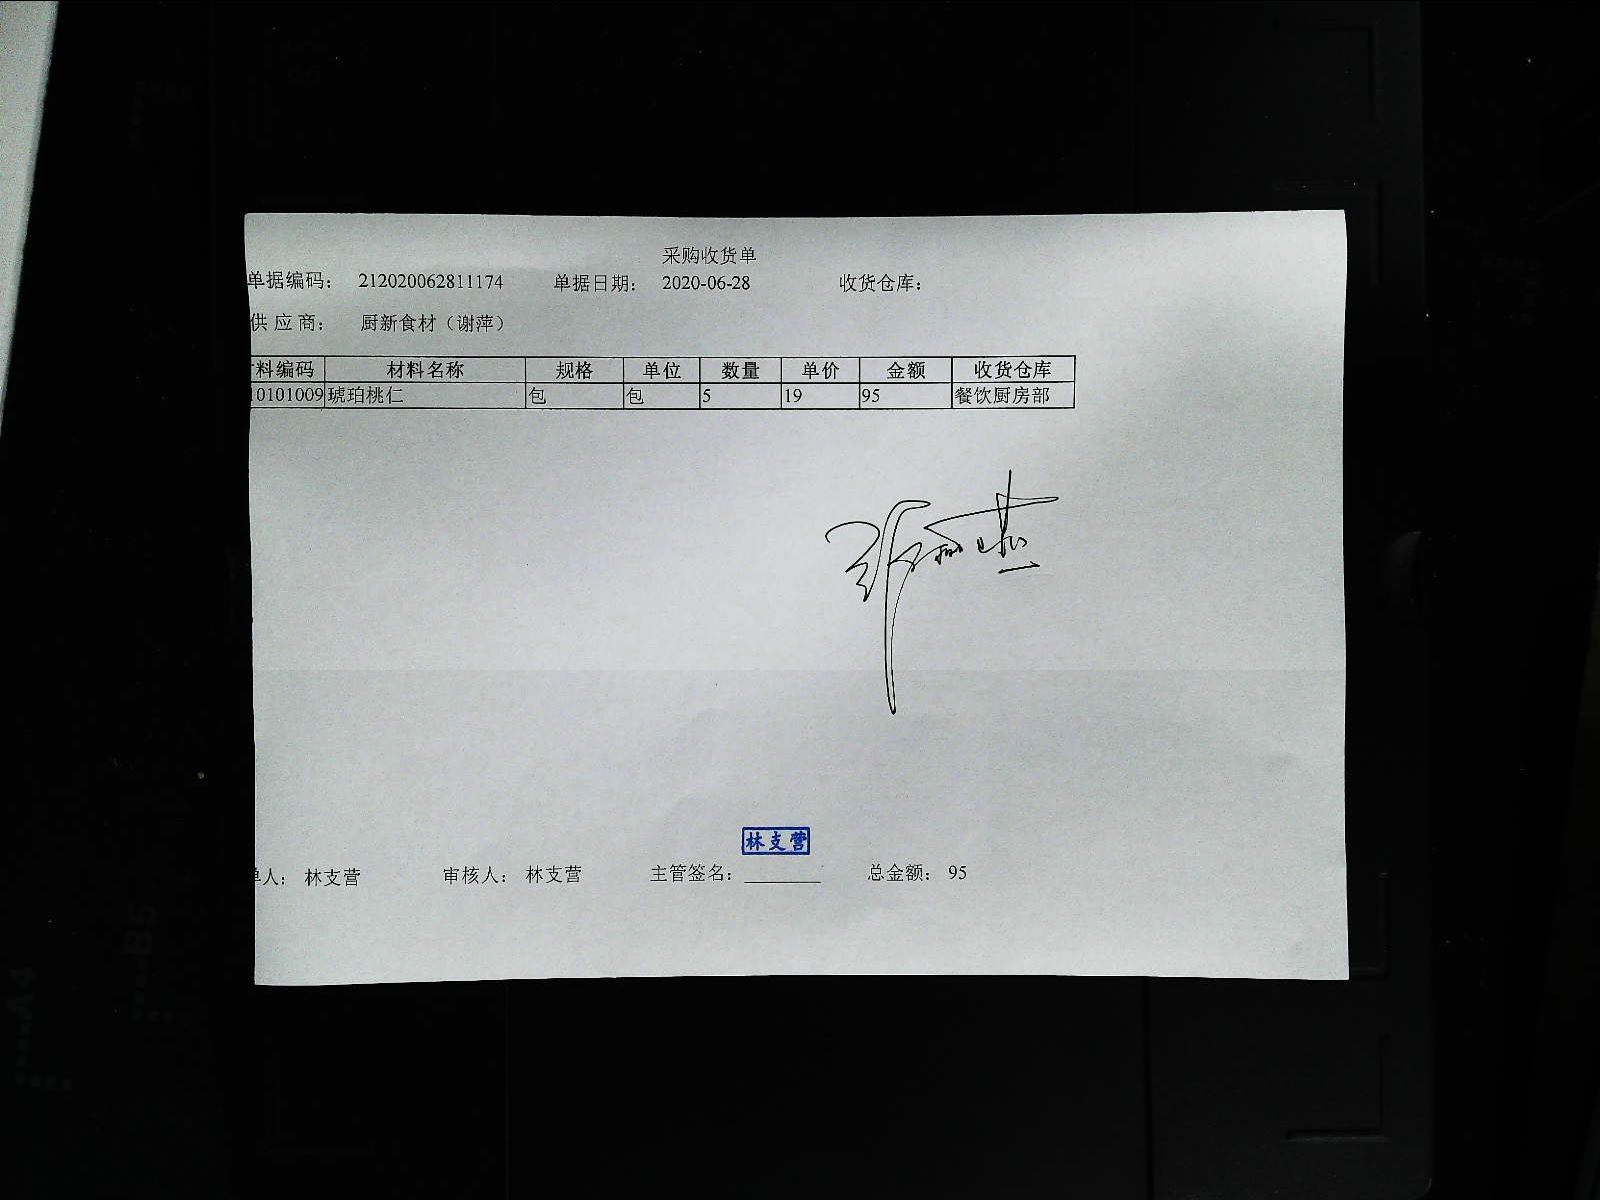 采购收货单
单据编码： 212020062811174 单据日期： 2020-06-28 收货仓库：
供应商： 厨新食材（谢萍）
料编码 材料名称 规格 单位 数量 单价 金额 收货仓库
10101009 琥珀桃仁 包 包 5 19 95 餐饮厨房部
林支营
单人： 林支营 审核人： 林支营 主管签名：________ 总金额： 95